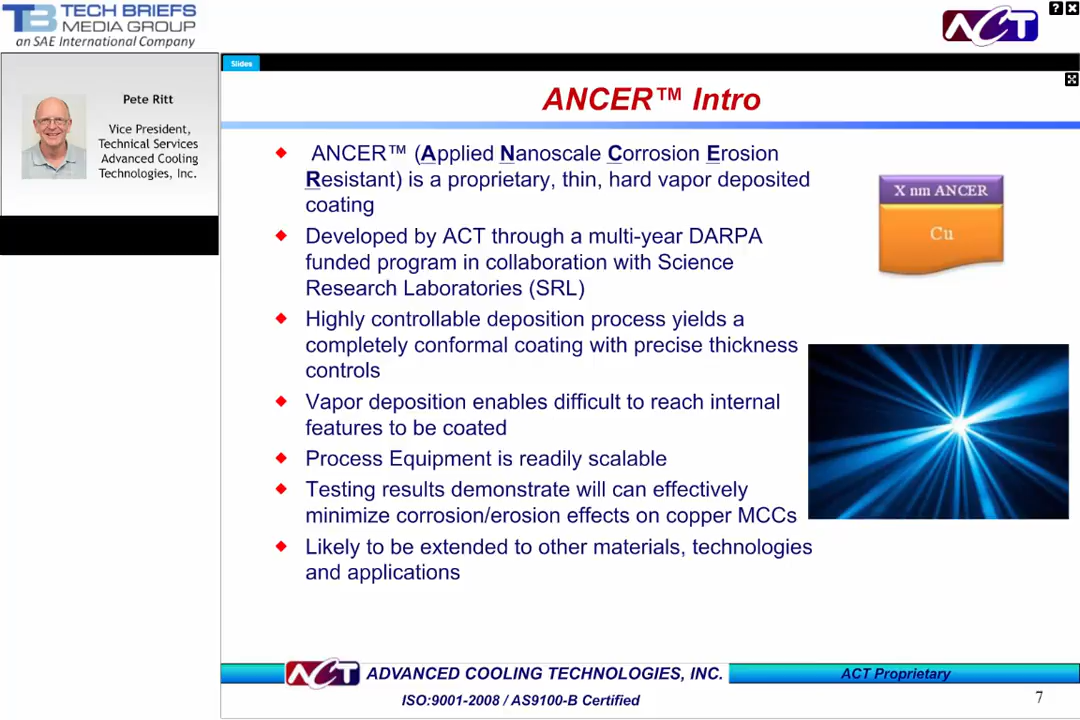 TB TECH BRIEFS
MEDIA GROUP
an SAE International Company
ACT
?
Slides
Pete Ritt
Vice President,
Technical Services
Advanced Cooling
Technologies, Inc.
ANCER™ Intro
ANCER™ (Applied Nanoscale Corrosion Erosion
Resistant) is a proprietary, thin, hard vapor deposited
coating
Developed by ACT through a multi-year DARPA
funded program in collaboration with Science
Research Laboratories (SRL)
Highly controllable deposition process yields a
completely conformal coating with precise thickness
controls
Vapor deposition enables difficult to reach internal
features to be coated
Process Equipment is readily scalable
Testing results demonstrate will can effectively
minimize corrosion/erosion effects on copper MCCs
Likely to be extended to other materials, technologies
and applications
X nm ANCER
Cu
ACT ADVANCED COOLING TECHNOLOGIES, INC.
ACT Proprietary
ISO:9001-2008 / AS9100-B Certified
7